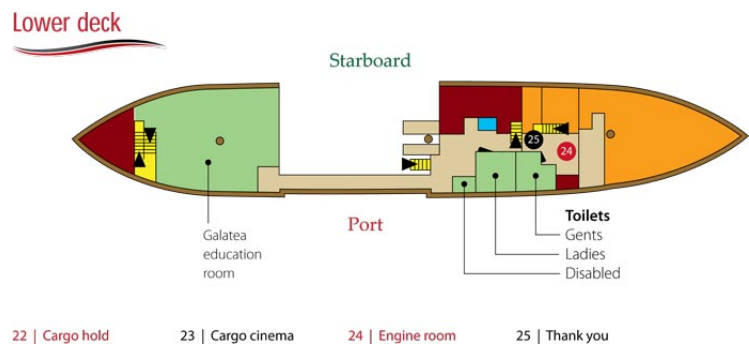 Lower deck
Starboard
25
24
Port
Galatea
education
room
Toilets
Gents
Ladies
Disabled
22 | Cargo hold
23 | Cargo cinema
24 | Engine room
25 | Thank you